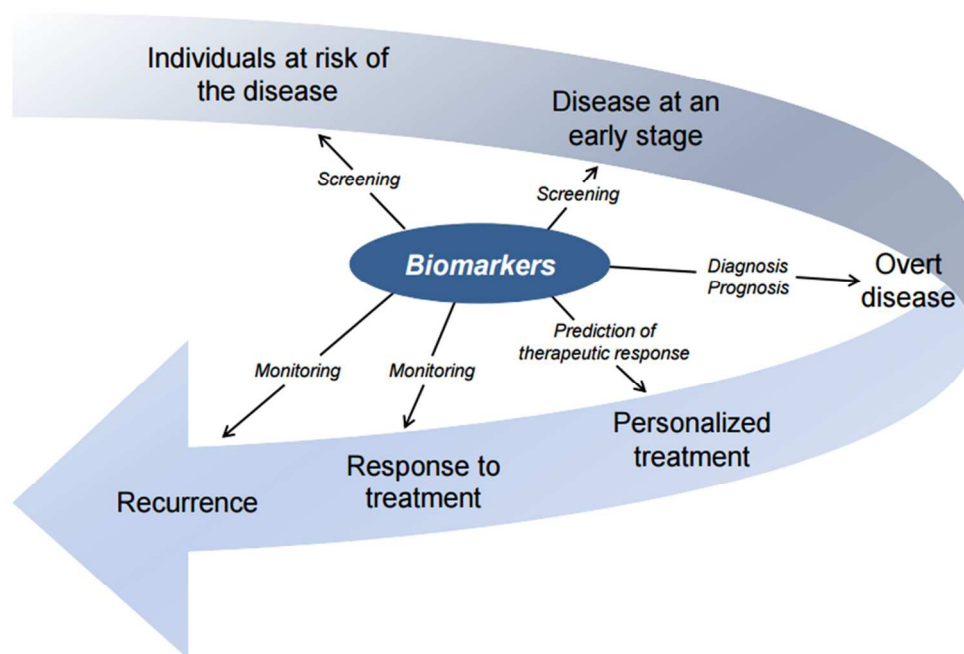 Individuals at risk of
the disease
Disease at an
early stage
Screening
Screening
Biomarkers
Diagnosis
Prognosis
Overt
disease
Prediction of
therapeutic response
Monitoring
Monitoring
Personalized
treatment
Response to
treatment
Recurrence